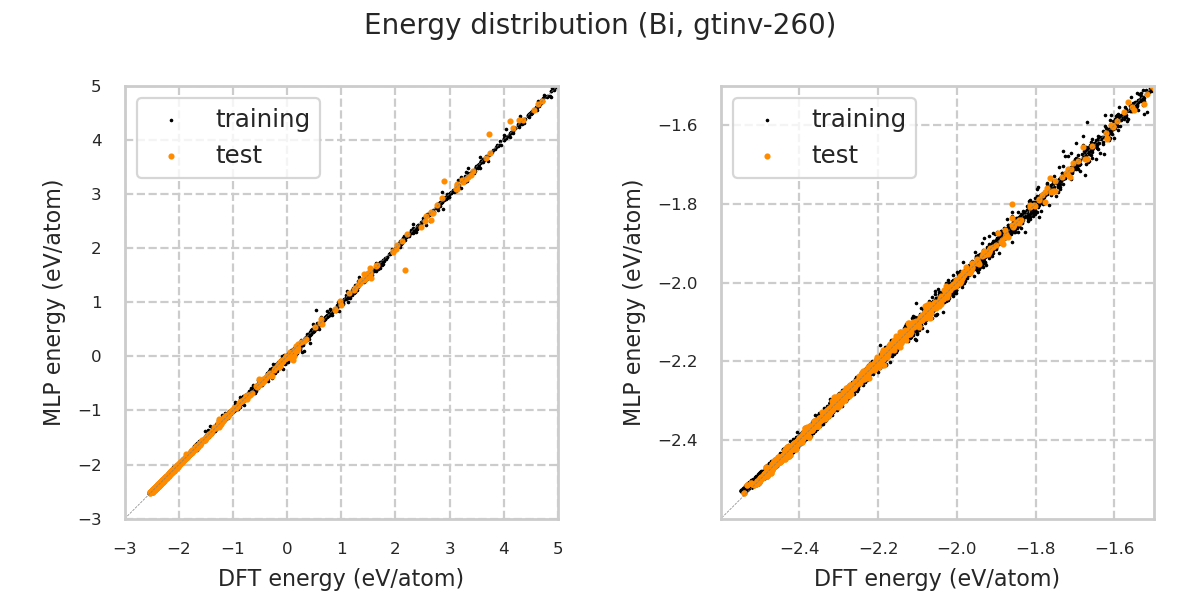 Energy distribution (Bi, gtinv-260)
MLP energy (eV/atom)
5
4
3
2
1
0
−1
−2
−3
training
test
−3 −2 −1 0 1 2 3 4 5
DFT energy (eV/atom)
MLP energy (eV/atom)
−1.6
−1.8
−2.0
−2.2
−2.4
training
test
−2.4 −2.2 −2.0 −1.8 −1.6
DFT energy (eV/atom)